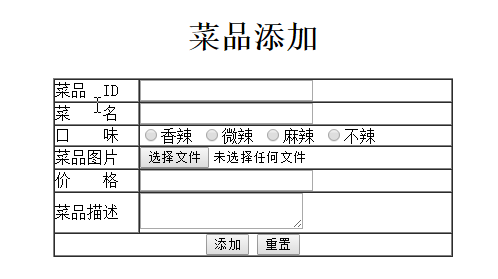 菜品添加
菜品 ID
菜 名
口 味 香辣 微辣 麻辣 不辣
菜品图片 选择文件 未选择任何文件
价 格
菜品描述
添加 重置